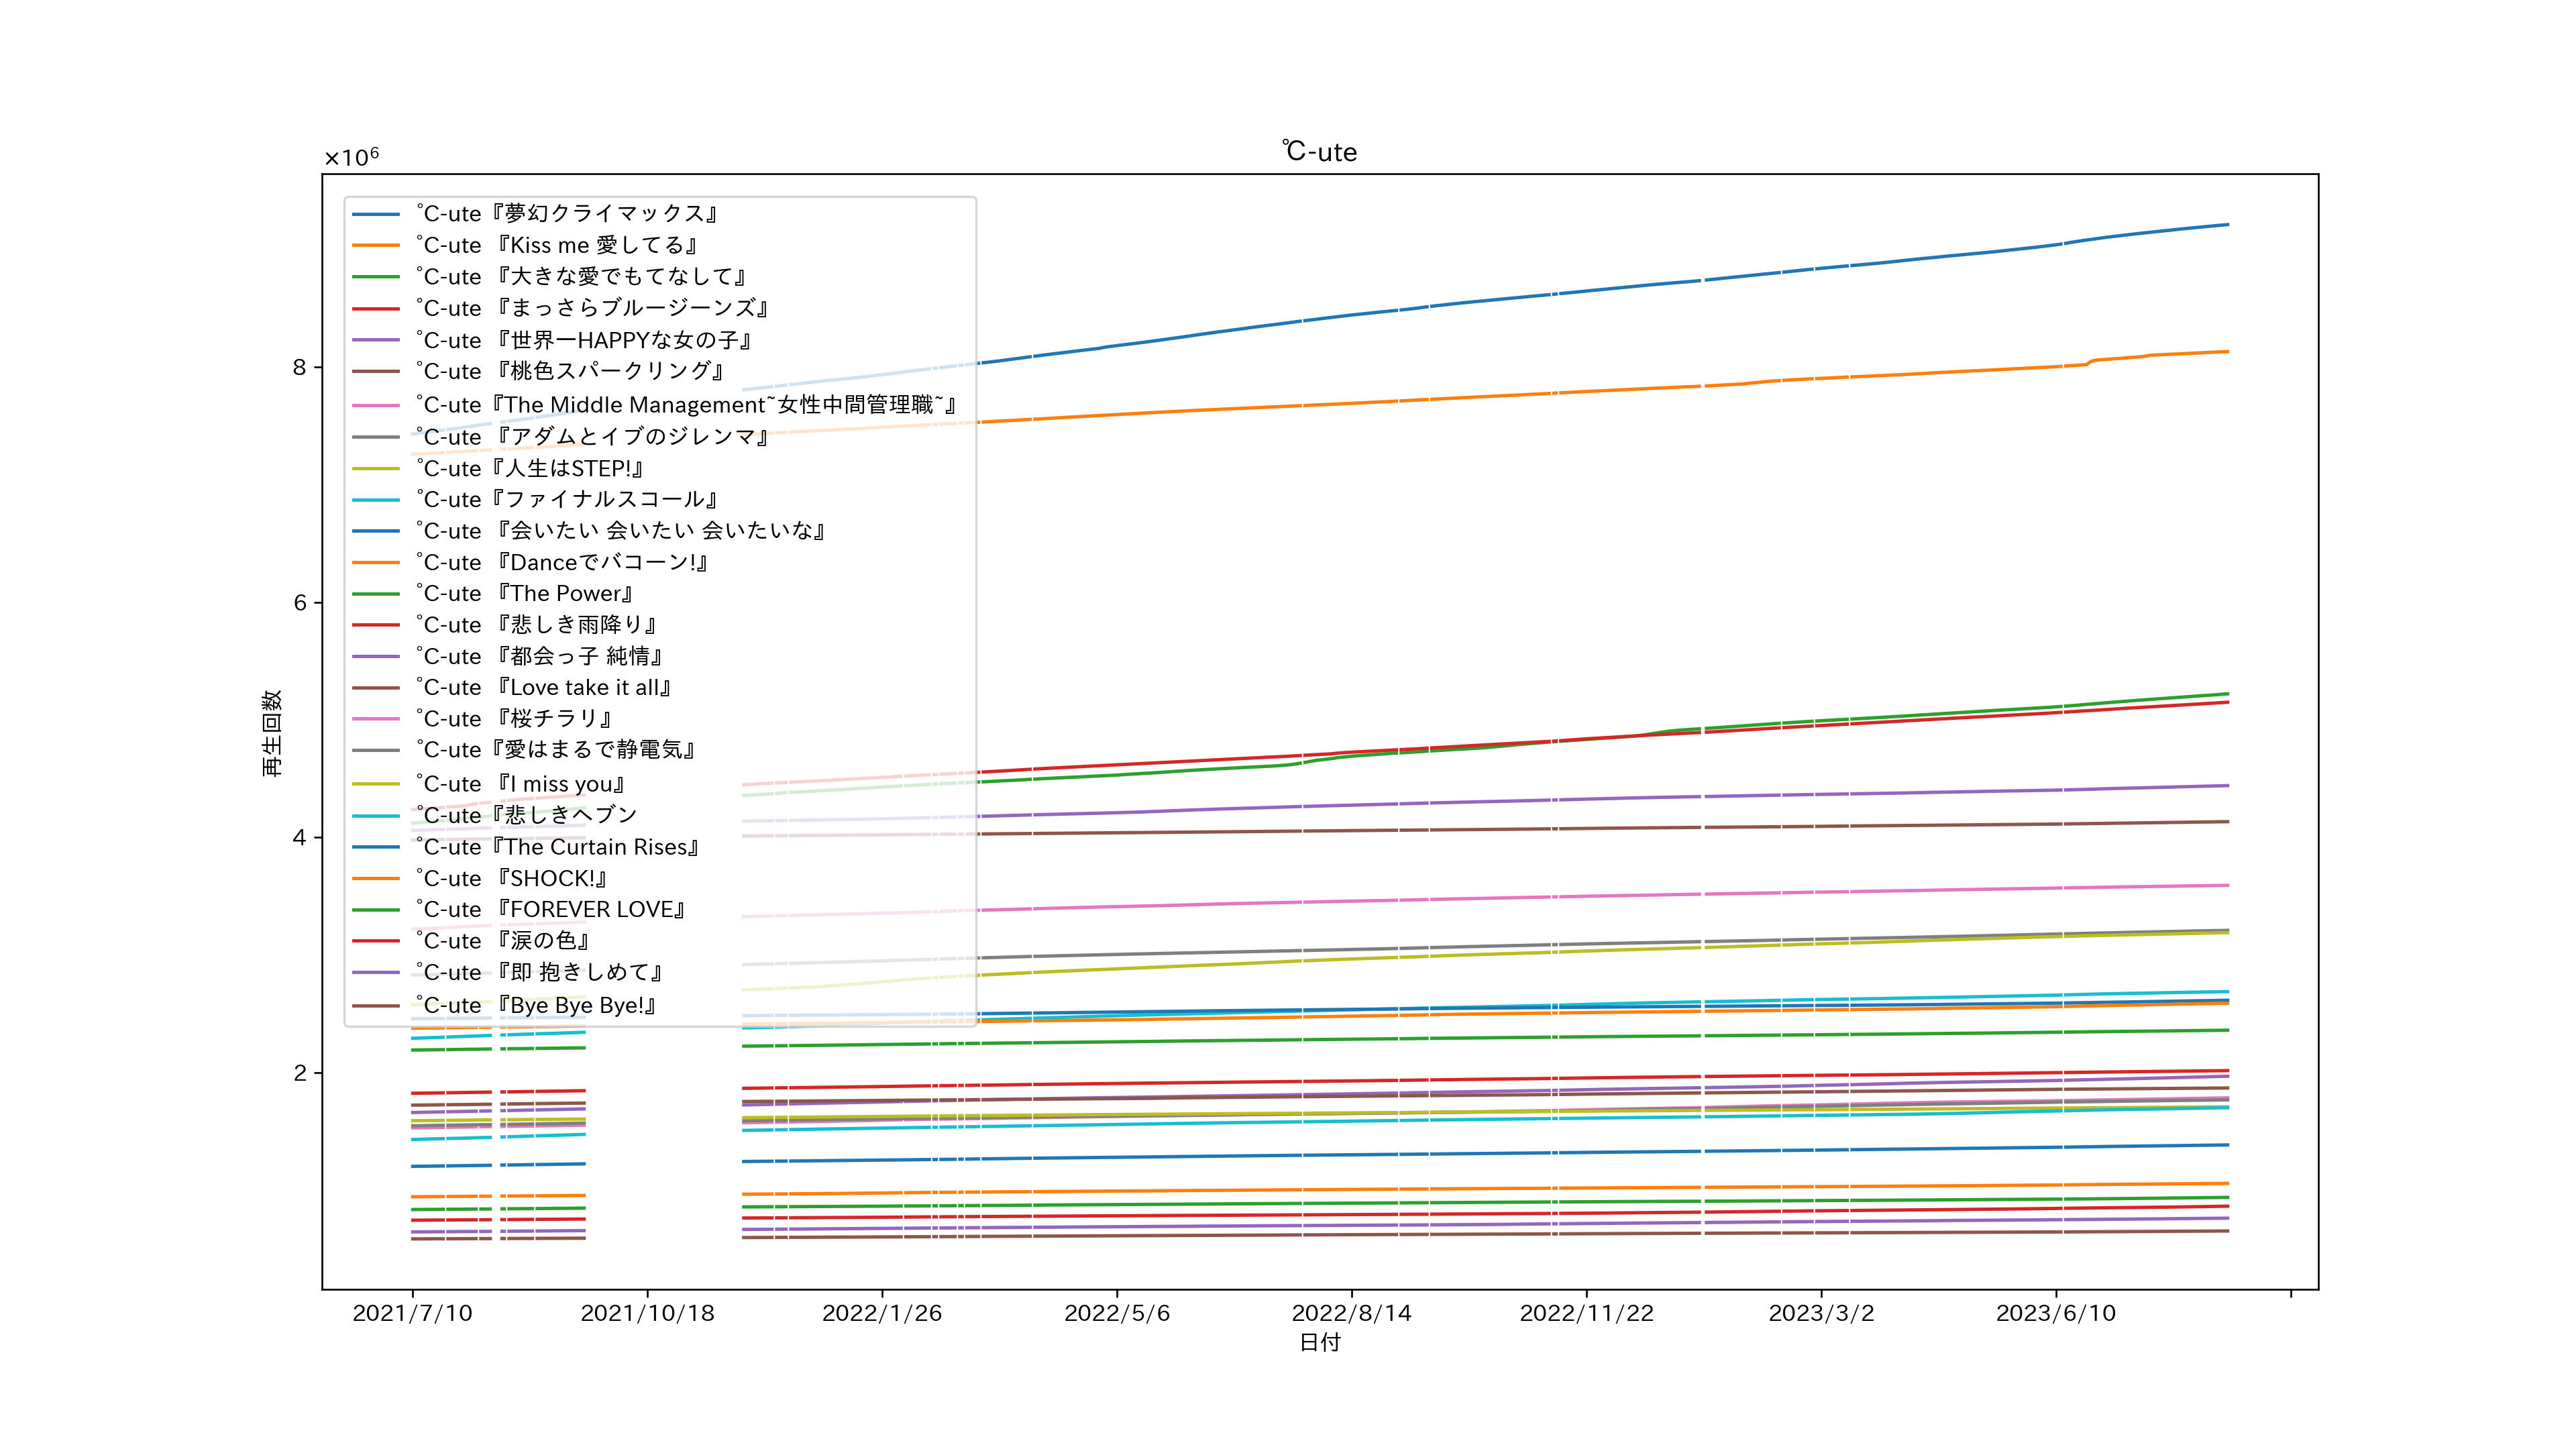 ℃-ute
×10⁶
°C-ute『夢幻クライマックス』
°C-ute 『Kiss me 愛してる』
°C-ute 『大きな愛でもてなして』
°C-ute 『まっさらブルージーンズ』
°C-ute 『世界一HAPPYな女の子』
°C-ute 『桃色スパークリング』
°C-ute『The Middle Management~女性中間管理職~』
°C-ute 『アダムとイブのジレンマ』
°C-ute『人生はSTEP!』
°C-ute『ファイナルスコール』
°C-ute 『会いたい 会いたい 会いたいな』
°C-ute 『Danceでバコーン!』
°C-ute 『The Power』
°C-ute 『悲しき雨降り』
°C-ute 『都会っ子 純情』
°C-ute 『Love take it all』
°C-ute 『桜チラリ』
°C-ute『愛はまるで静電気』
°C-ute 『I miss you』
°C-ute『悲しきヘブン
°C-ute『The Curtain Rises』
°C-ute 『SHOCK!』
°C-ute 『FOREVER LOVE』
°C-ute 『涙の色』
°C-ute 『即 抱きしめて』
°C-ute 『Bye Bye Bye!』
8
6
4
2
再生回数
2021/7/10
2021/10/18
2022/1/26
2022/5/6
2022/8/14
2022/11/22
2023/3/2
2023/6/10
日付